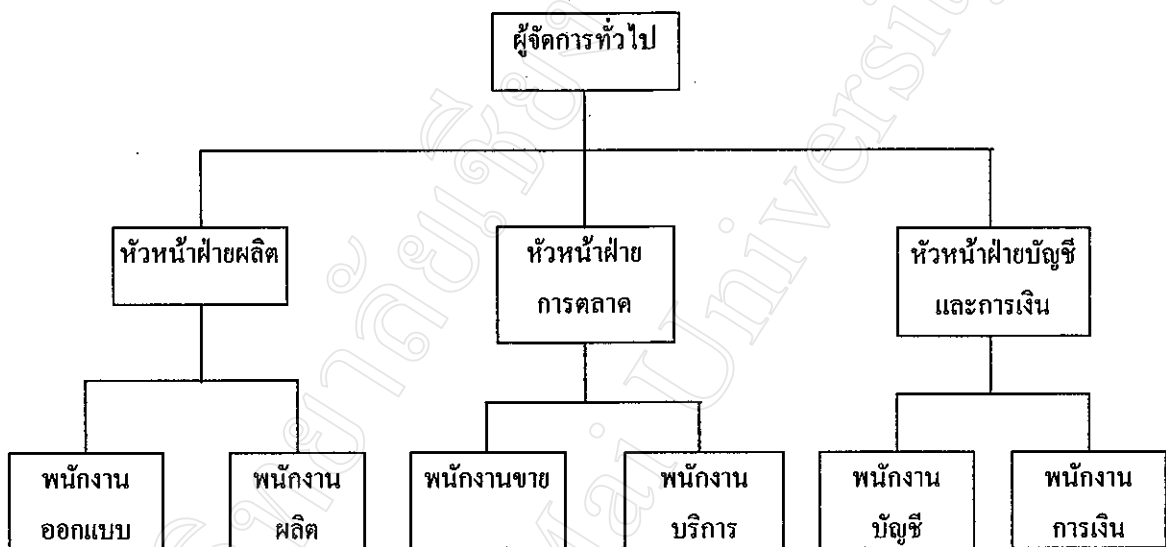 ผู้จัดการทั่วไป
หัวหน้าฝ่ายผลิต
หัวหน้าฝ่าย
การตลาด
หัวหน้าฝ่ายบัญชี
และการเงิน
พนักงาน
ออกแบบ
พนักงาน
ผลิต
พนักงานขาย
พนักงาน
บริการ
พนักงาน
บัญชี
พนักงาน
การเงิน